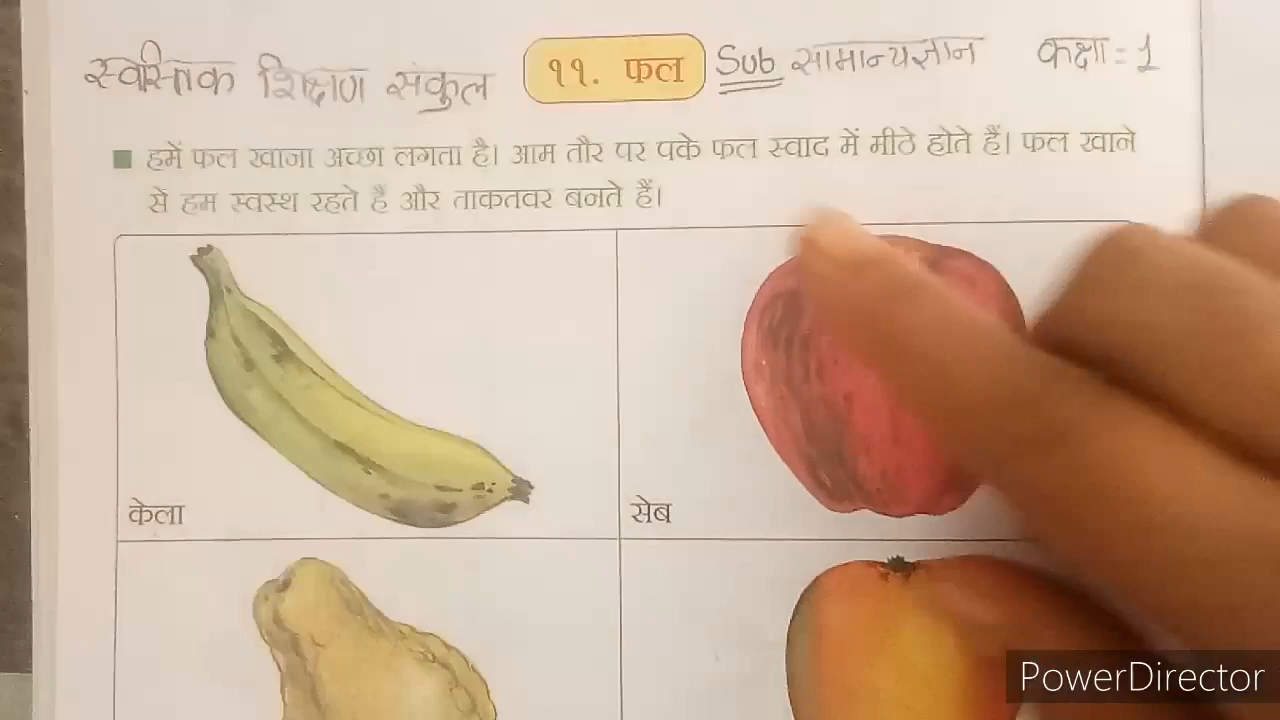 स्वस्तिक शिक्षण संकुल ११. फल Sub सामान्यज्ञान कक्षा = 1
■ हमें फल खाना अच्छा लगता है। आम तौर पर पके फल स्वाद में मीठे होते हैं। फल खाने
से हम स्वस्थ रहते हैं और ताकतवर बनते हैं।
केला सेब
PowerDirector